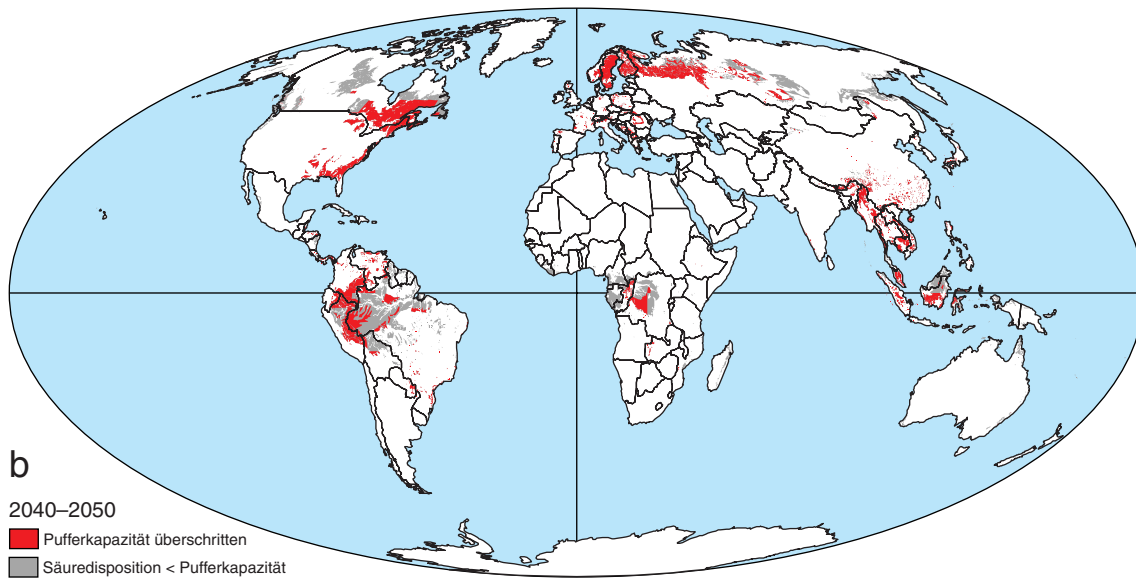 b
2040–2050
Pufferkapazität überschritten
Säuredisposition < Pufferkapazität